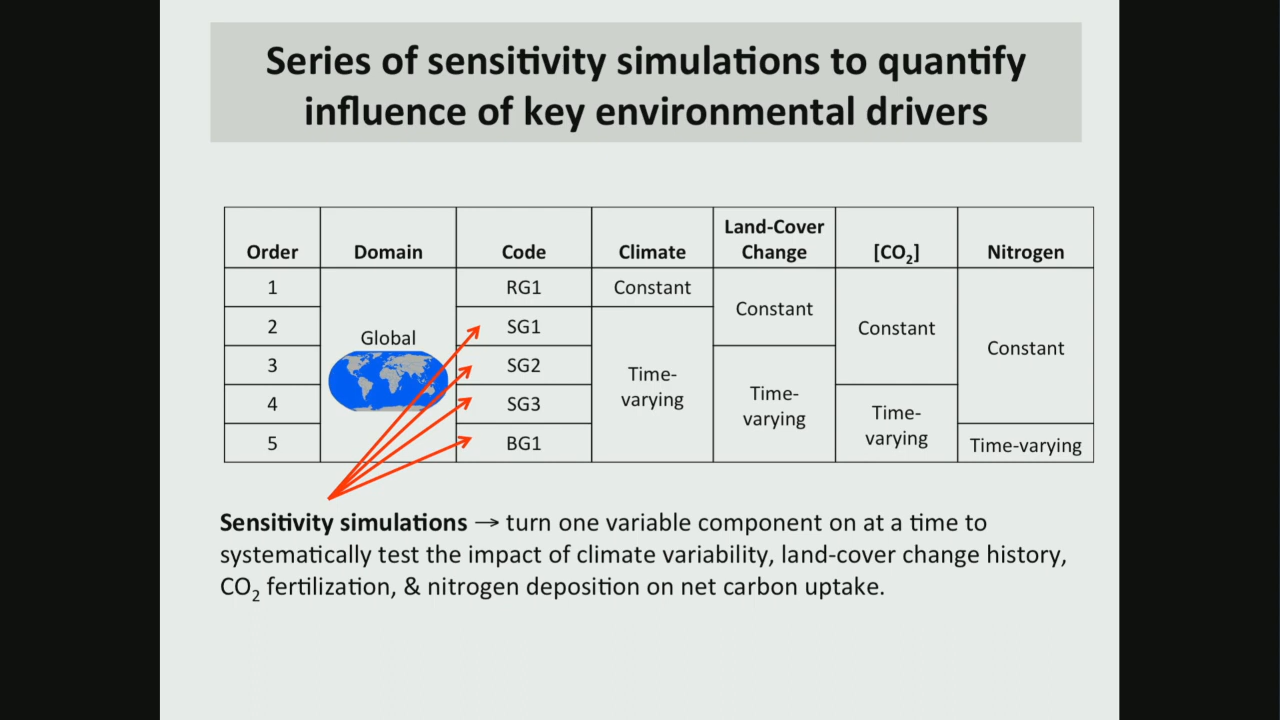 Series of sensitivity simulations to quantify
influence of key environmental drivers
Order Domain Code Climate Land-Cover Change [CO₂] Nitrogen
1 RG1 Constant
Constant
2 SG1
Constant
Global
Constant
3 SG2
Time-
varying
Time-
varying
4 SG3
Time-
varying
5 BG1 Time-varying
Sensitivity simulations → turn one variable component on at a time to
systematically test the impact of climate variability, land-cover change history,
CO₂ fertilization, & nitrogen deposition on net carbon uptake.